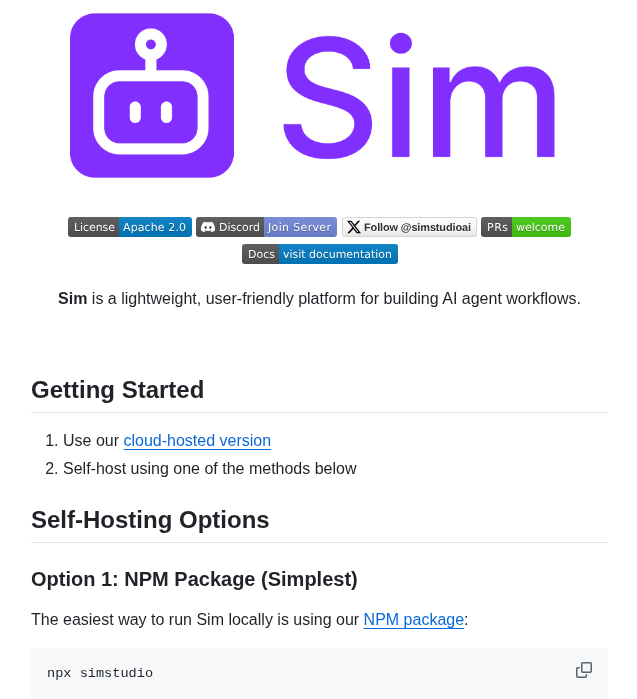 Sim
License Apache 2.0 Discord Join Server Follow @simstudioai PRs welcome
Docs visit documentation
Sim is a lightweight, user-friendly platform for building AI agent workflows.
Getting Started
1. Use our cloud-hosted version
2. Self-host using one of the methods below
Self-Hosting Options
Option 1: NPM Package (Simplest)
The easiest way to run Sim locally is using our NPM package:
npx simstudio